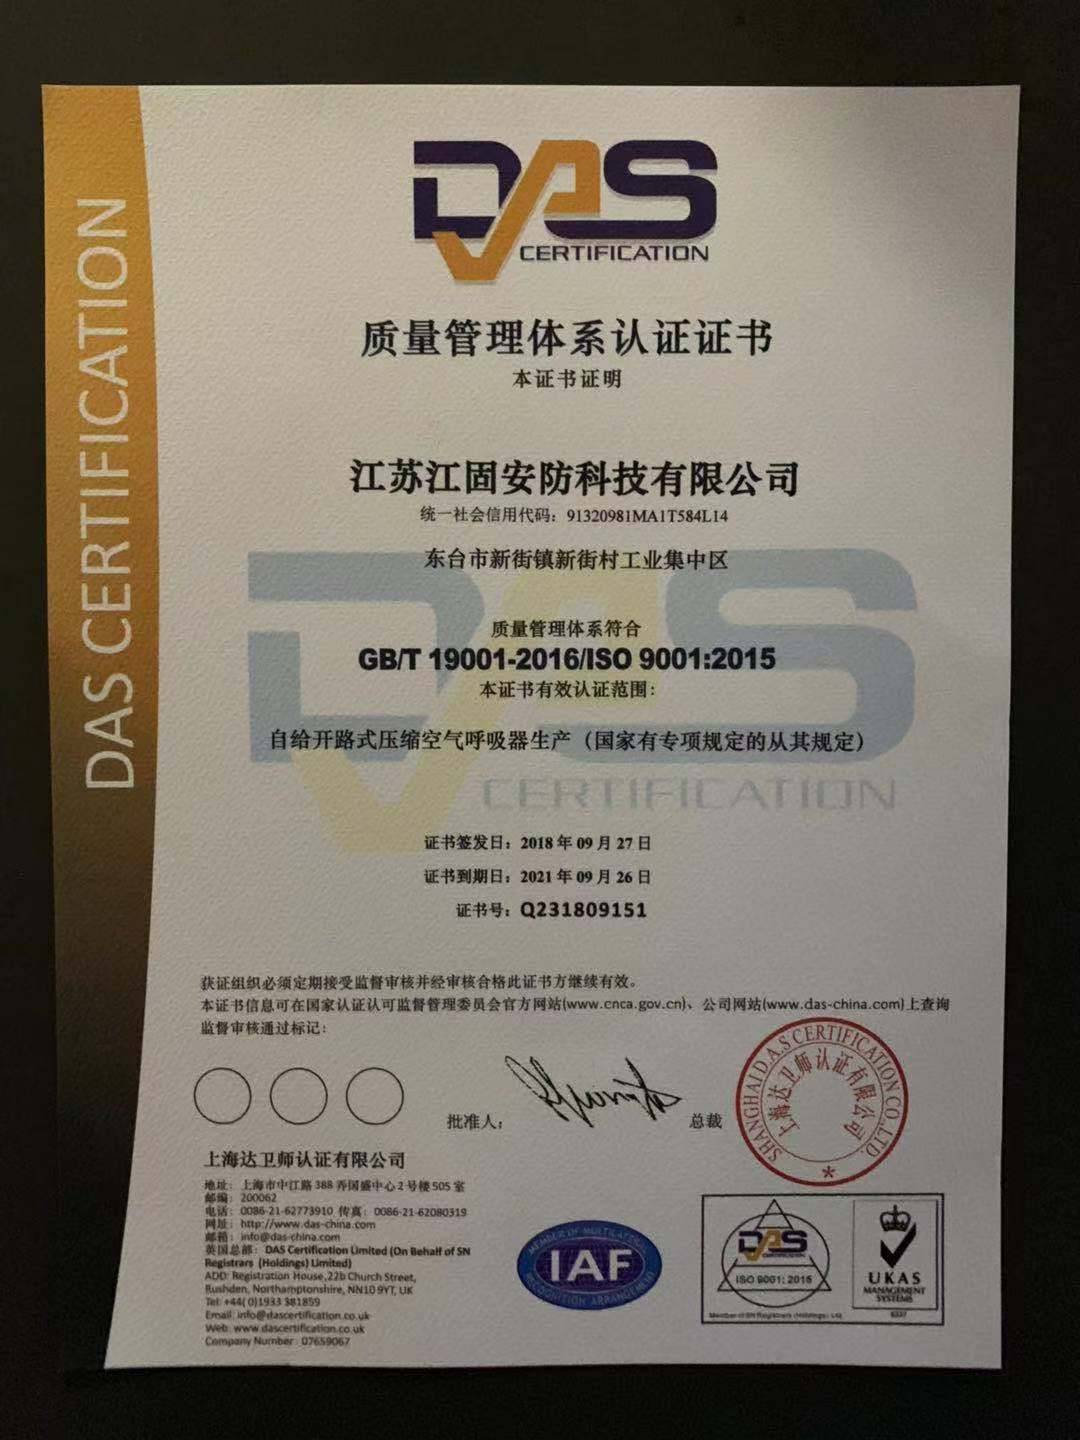 DAS CERTIFICATION
DAS
CERTIFICATION
质量管理体系认证证书
本证书证明
江苏江固安防科技有限公司
统一社会信用代码：91320981MA1T584L14
东台市新街镇新街村工业集中区
质量管理体系符合
GB/T 19001-2016/ISO 9001:2015
本证书有效认证范围：
自给开路式压缩空气呼吸器生产（国家有专项规定的从其规定）
DAS
CERTIFICATION
证书签发日：2018 年 09 月 27 日
证书到期日：2021 年 09 月 26 日
证书号：Q231809151
获证组织必须定期接受监督审核并经审核合格此证书方继续有效。
本证书信息可在国家认证认可监督管理委员会官方网站(www.cnca.gov.cn)、公司网站(www.das-china.com)上查询
监督审核通过标记：
批准人：
总裁
SHANGHAI D.A.S CERTIFICATION CO.,LTD.
上海达卫师认证有限公司
上海达卫师认证有限公司
地址：上海市中江路 388 弄国盛中心 2 号楼 505 室
邮编：200062
电话：0086-21-62773910 传真：0086-21-62080319
网址：http://www.das-china.com
邮箱：info@das-china.com
英国总部：DAS Certification Limited (On Behalf of SN
Registrars (Holdings) Limited)
ADD: Registration House,22b Church Street,
Rushden, Northamptonshire, NN10 9YT, UK
Tel: +44( 0)1933 381859
Email: info@dascertification.co.uk
Web: www.dascertification.co.uk
Company Number : 07659067
MEMBER OF MULTILATERAL
IAF
RECOGNITION ARRANGEMENT
DAS
CERTIFICATION
ISO 9001: 2015
Member of SN Registrars (Holdings) Ltd
UKAS
MANAGEMENT
SYSTEMS